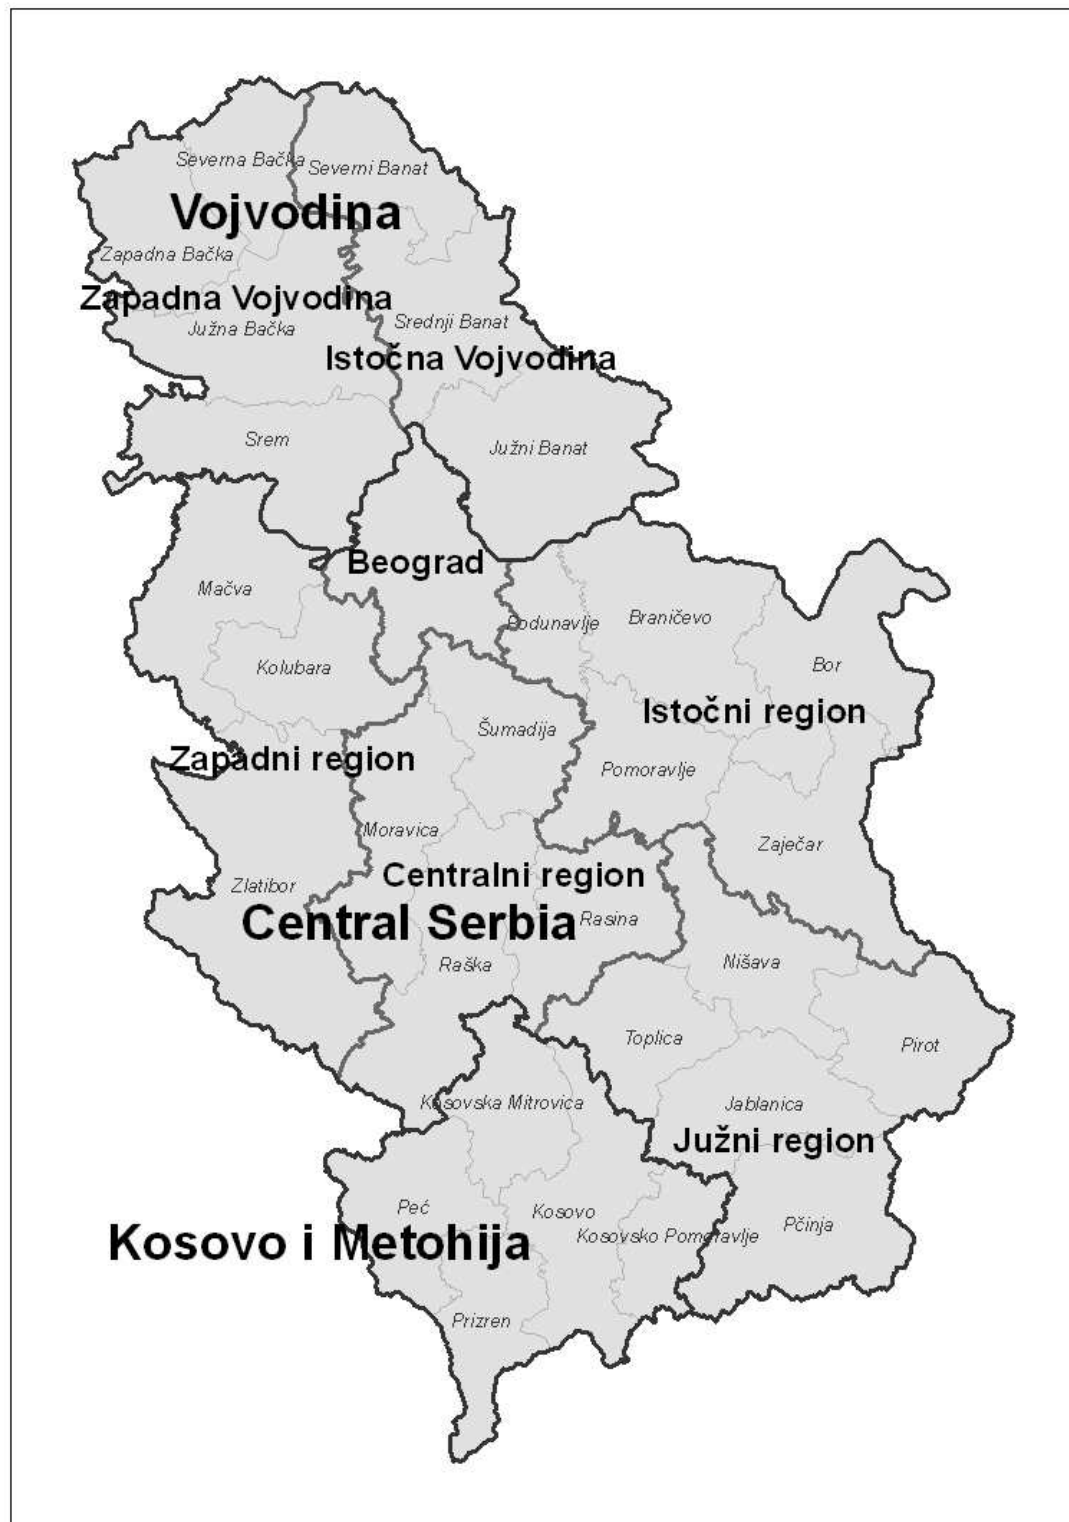 Severna Bačka
Severni Banat
Vojvodina
Zapadna Bačka
Zapadna Vojvodina
Južna Bačka
Srednji Banat
Istočna Vojvodina
Srem
Južni Banat
Beograd
Mačva
Podunavlje
Braničevo
Kolubara
Bor
Istočni region
Šumadija
Zapadni region
Pomoravlje
Moravica
Zaječar
Centralni region
Zlatibor
Central Serbia
Rasina
Raška
Nišava
Toplica
Pirot
Kosovska Mitrovica
Jablanica
Južni region
Peć
Kosovo
Pčinja
Kosovsko Pomoravlje
Kosovo i Metohija
Prizren